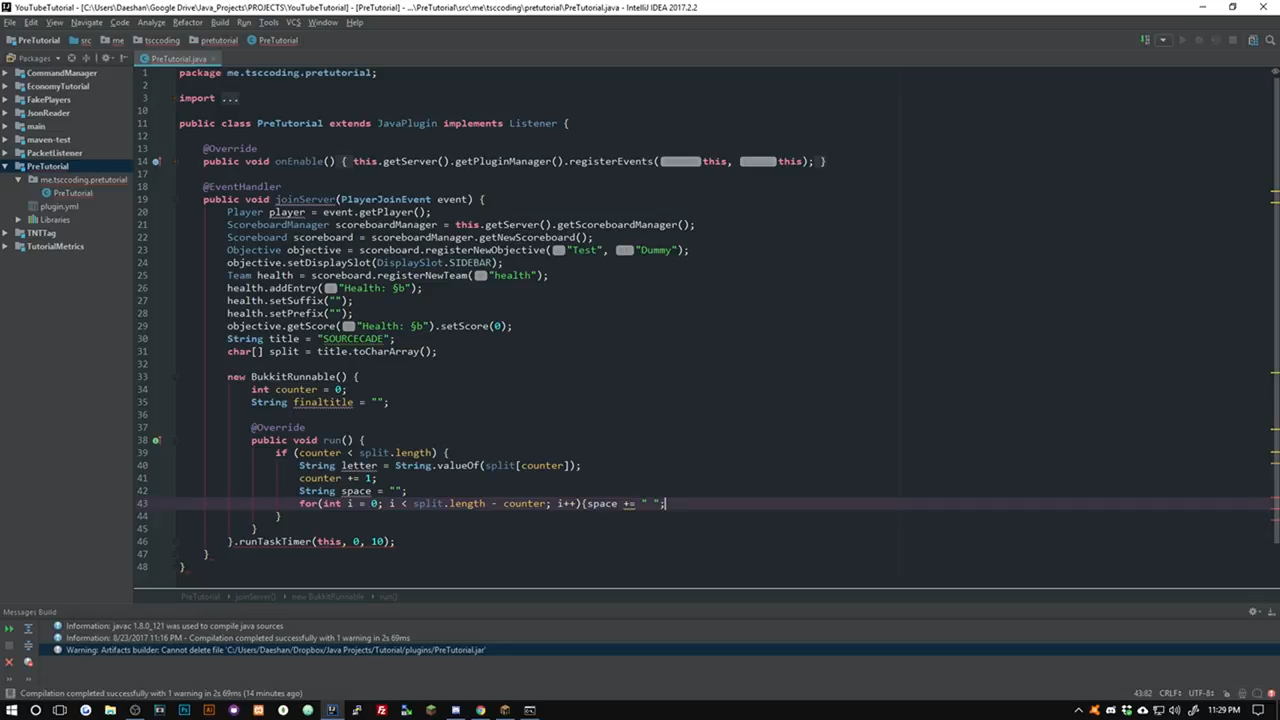 YouTubeTutorial - [C:\Users\Daeshan\Google Drive\Java_Projects\PROJECTS\YouTubeTutorial] - [PreTutorial] - ...\PreTutorial\src\me\tsccoding\pretutorial\PreTutorial.java - IntelliJ IDEA 2017.2.2
File Edit View Navigate Code Analyze Refactor Build Run Tools VCS Window Help
PreTutorial src me tsccoding pretutorial PreTutorial
Packages
PreTutorial.java
CommandManager
EconomyTutorial
FakePlayers
JsonReader
main
maven-test
PacketListener
PreTutorial
me.tsccoding.pretutorial
PreTutorial
plugin.yml
Libraries
TNTTag
TutorialMetrics
1 package me.tsccoding.pretutorial;
2
3 import ...
10
11 public class PreTutorial extends JavaPlugin implements Listener {
12
13 @Override
14 public void onEnable() { this.getServer().getPluginManager().registerEvents( this, this); }
17
18 @EventHandler
19 public void joinServer(PlayerJoinEvent event) {
20 Player player = event.getPlayer();
21 ScoreboardManager scoreboardManager = this.getServer().getScoreboardManager();
22 Scoreboard scoreboard = scoreboardManager.getNewScoreboard();
23 Objective objective = scoreboard.registerNewObjective( "Test", "Dummy");
24 objective.setDisplaySlot(DisplaySlot.SIDEBAR);
25 Team health = scoreboard.registerNewTeam( "health");
26 health.addEntry( "Health: §b");
27 health.setSuffix("");
28 health.setPrefix("");
29 objective.getScore( "Health: §b").setScore(0);
30 String title = "SOURCECADE";
31 char[] split = title.toCharArray();
32
33 new BukkitRunnable() {
34 int counter = 0;
35 String finaltitle = "";
36
37 @Override
38 public void run() {
39 if (counter < split.length) {
40 String letter = String.valueOf(split[counter]);
41 counter += 1;
42 String space = "";
43 for(int i = 0; i < split.length - counter; i++){space += " ";
44 }
45 }
46 }.runTaskTimer(this, 0, 10);
47 }
48 }
PreTutorial joinServer() new BukkitRunnable run()
Messages Build
Information: javac 1.8.0_121 was used to compile java sources
Information: 8/23/2017 11:16 PM - Compilation completed successfully with 1 warning in 2s 69ms
Warning: Artifacts builder: Cannot delete file 'C:/Users/Daeshan/Dropbox/Java Projects/Tutorial/plugins/PreTutorial.jar'
Compilation completed successfully with 1 warning in 2s 69ms (14 minutes ago) 43:82 CRLF÷ UTF-8÷
11:29 PM